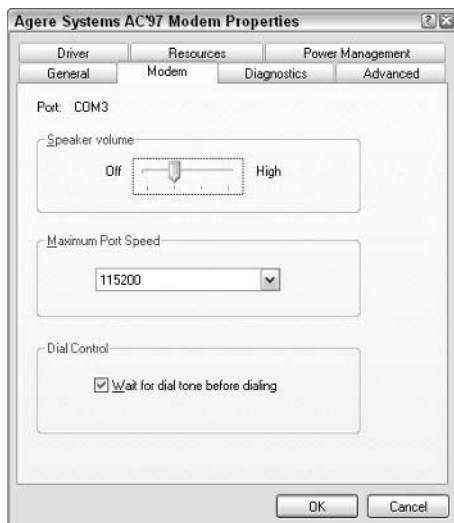 Agere Systems AC'97 Modem Properties
Driver Resources Power Management
General Modem Diagnostics Advanced
Port: COM3
Speaker volume
Off High
Maximum Port Speed
115200
Dial Control
Wait for dial tone before dialing
OK Cancel